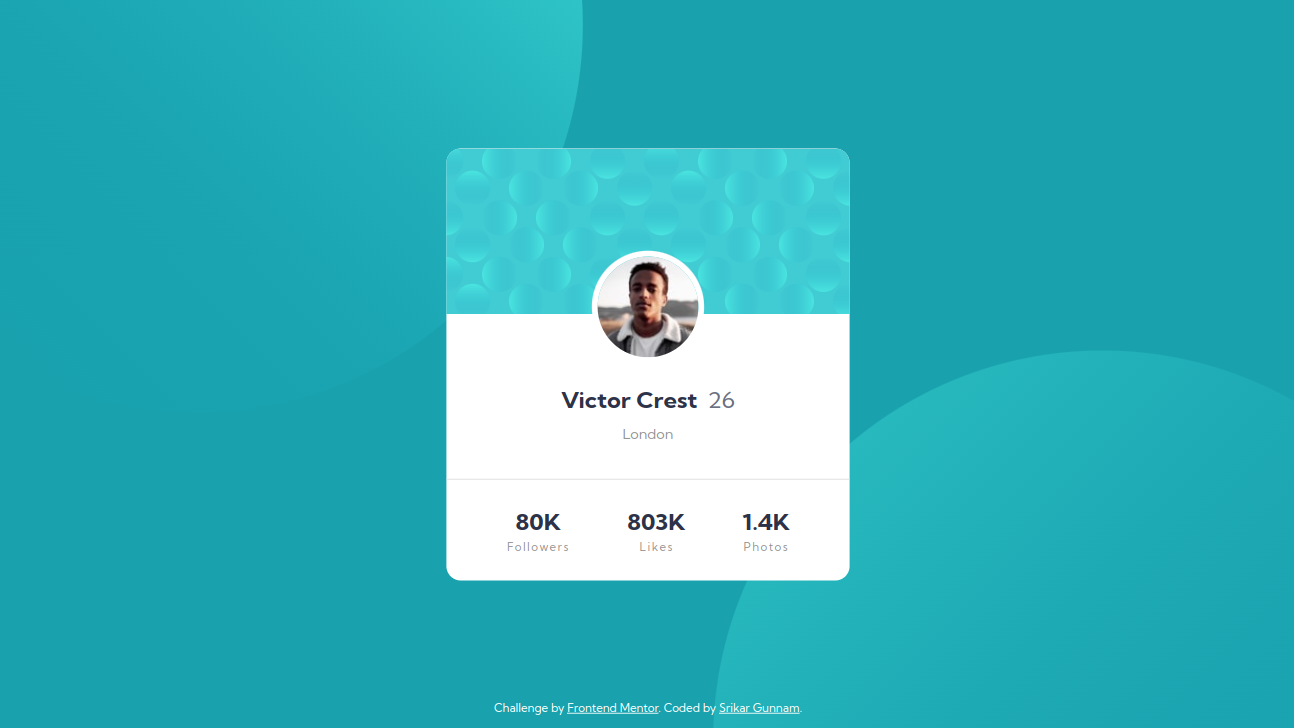 Victor Crest 26
London
80K 803K 1.4K
Followers Likes Photos
Challenge by Frontend Mentor. Coded by Srikar Gunnam.